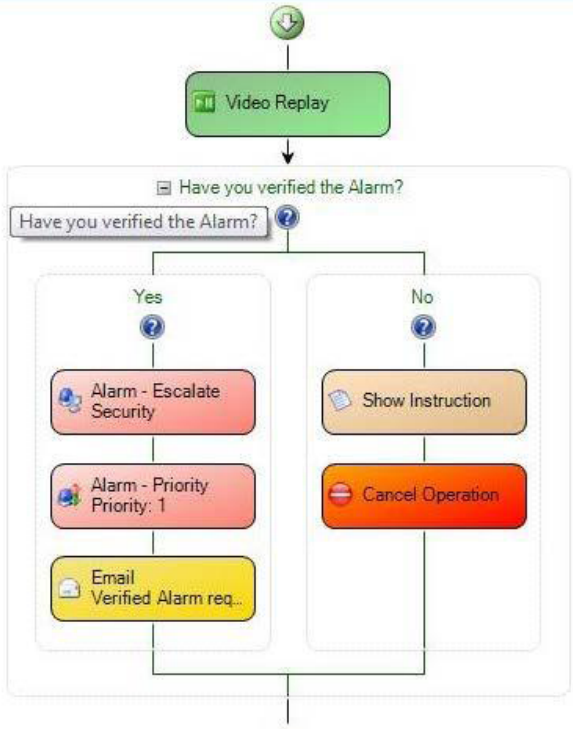 Video Replay
Have you verified the Alarm?
Have you verified the Alarm?
Yes
No
Alarm - Escalate
Security
Show Instruction
Alarm - Priority
Priority: 1
Cancel Operation
Email
Verified Alarm req...